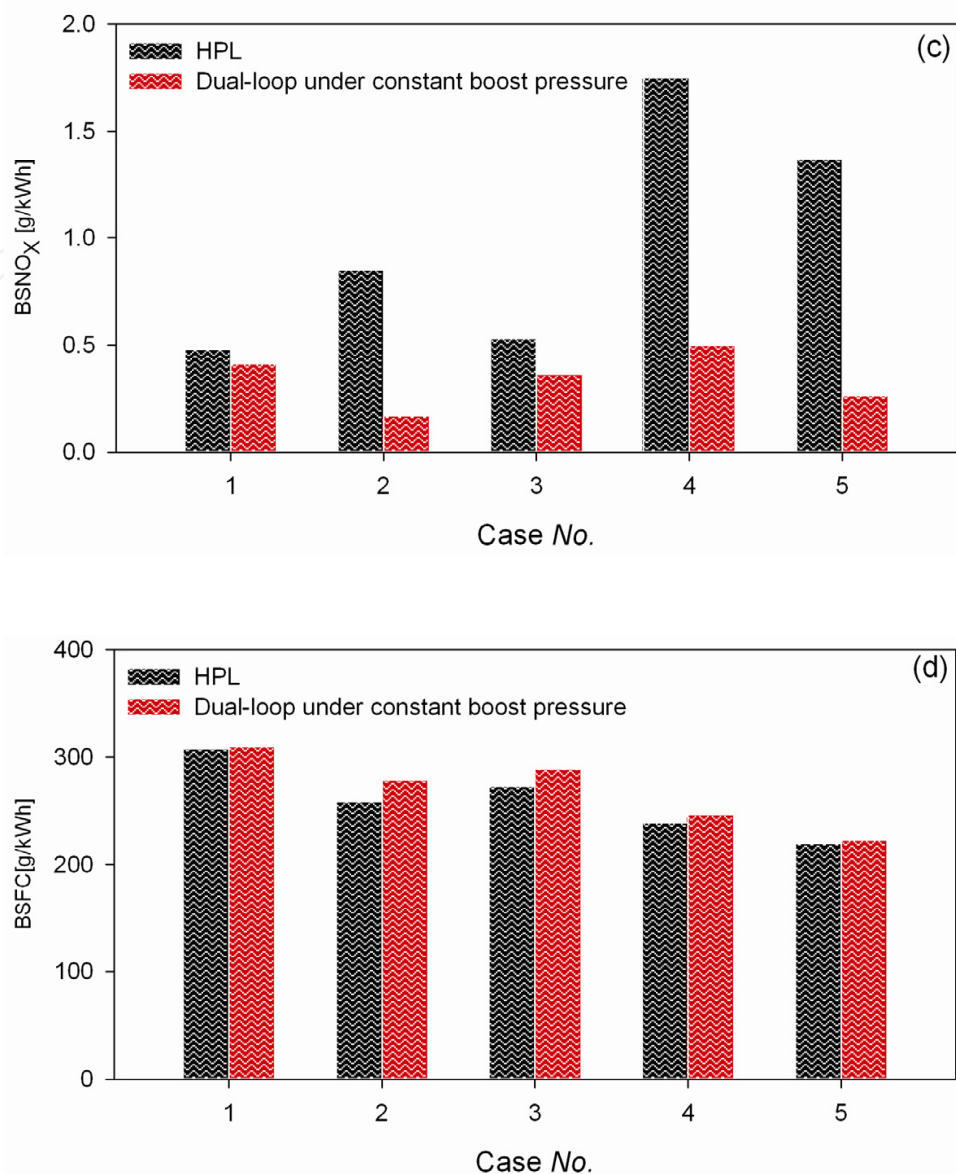 (c)
HPL
Dual-loop under constant boost pressure
2.0
1.5
1.0
0.5
0.0
BSNOX [g/kWh]
1 2 3 4 5
Case No.
(d)
HPL
Dual-loop under constant boost pressure
400
300
200
100
0
BSFC[g/kWh]
1 2 3 4 5
Case No.